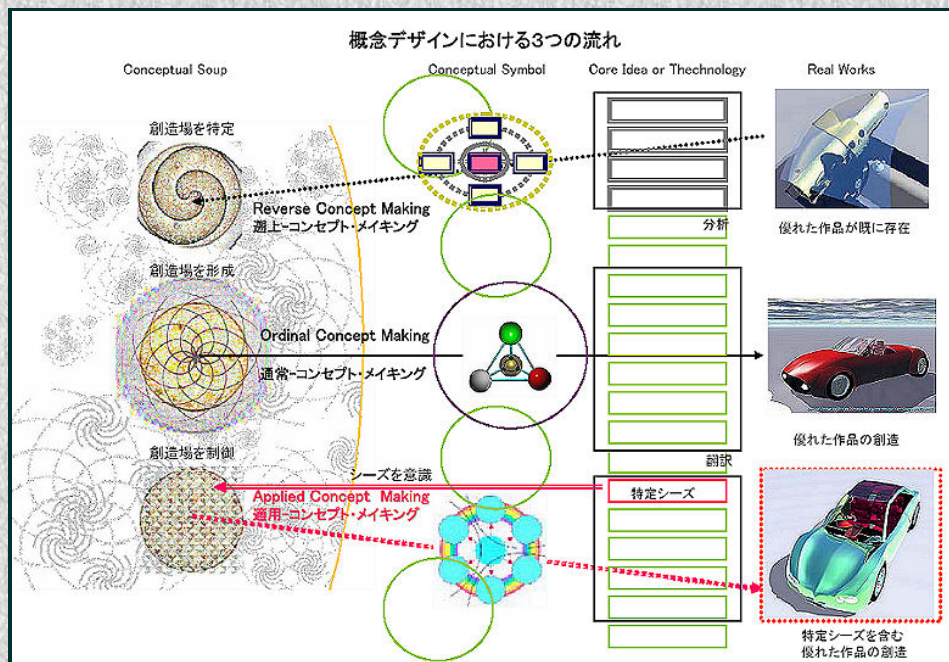 概念デザインにおける3つの流れ
Conceptual Soup
Conceptual Symbol
Core Idea or Thechnology
Real Works
創造場を特定
Reverse Concept Making
遡上-コンセプト・メイキング
分析
優れた作品が既に存在
創造場を形成
Ordinal Concept Making
通常-コンセプト・メイキング
優れた作品の創造
創造場を制御
翻訳
シーズを意識
特定シーズ
Applied Concept Making
適用-コンセプト・メイキング
特定シーズを含む
優れた作品の創造